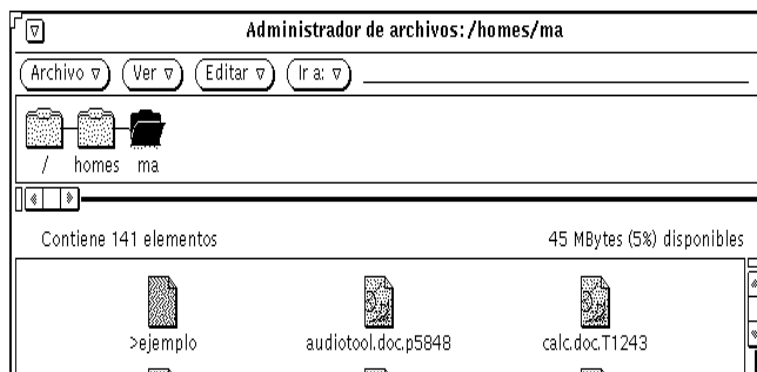 Administrador de archivos:/homes/ma
Archivo Ver Editar Ir a:
/ homes ma
Contiene 141 elementos 45 MBytes (5%) disponibles
>ejemplo audiotool.doc.p5848 calc.doc.T1243